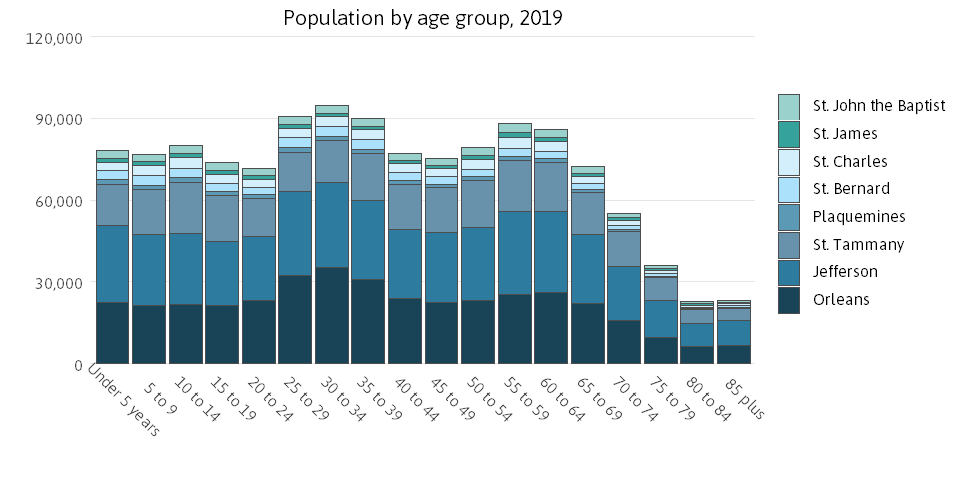 Population by age group, 2019
120,000
90,000
60,000
30,000
0
Under 5 years
5 to 9
10 to 14
15 to 19
20 to 24
25 to 29
30 to 34
35 to 39
40 to 44
45 to 49
50 to 54
55 to 59
60 to 64
65 to 69
70 to 74
75 to 79
80 to 84
85 plus
St. John the Baptist
St. James
St. Charles
St. Bernard
Plaquemines
St. Tammany
Jefferson
Orleans